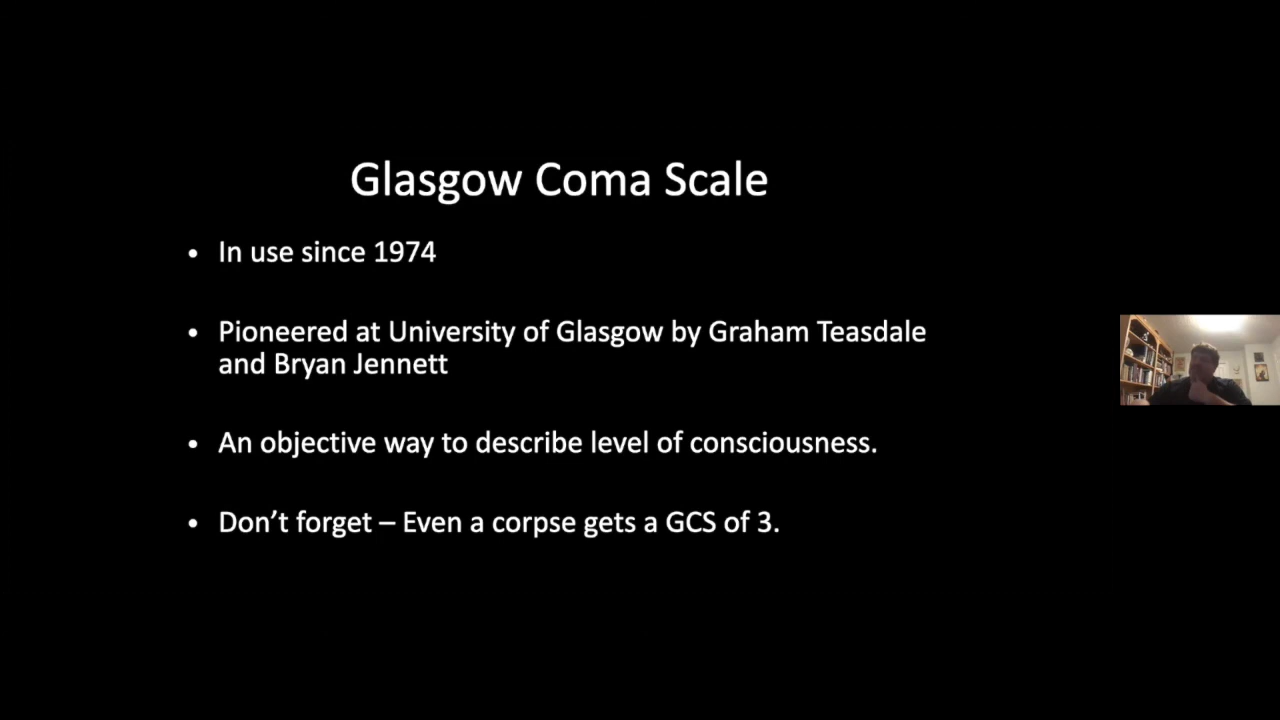 Glasgow Coma Scale
• In use since 1974
• Pioneered at University of Glasgow by Graham Teasdale
and Bryan Jennett
• An objective way to describe level of consciousness.
• Don’t forget – Even a corpse gets a GCS of 3.